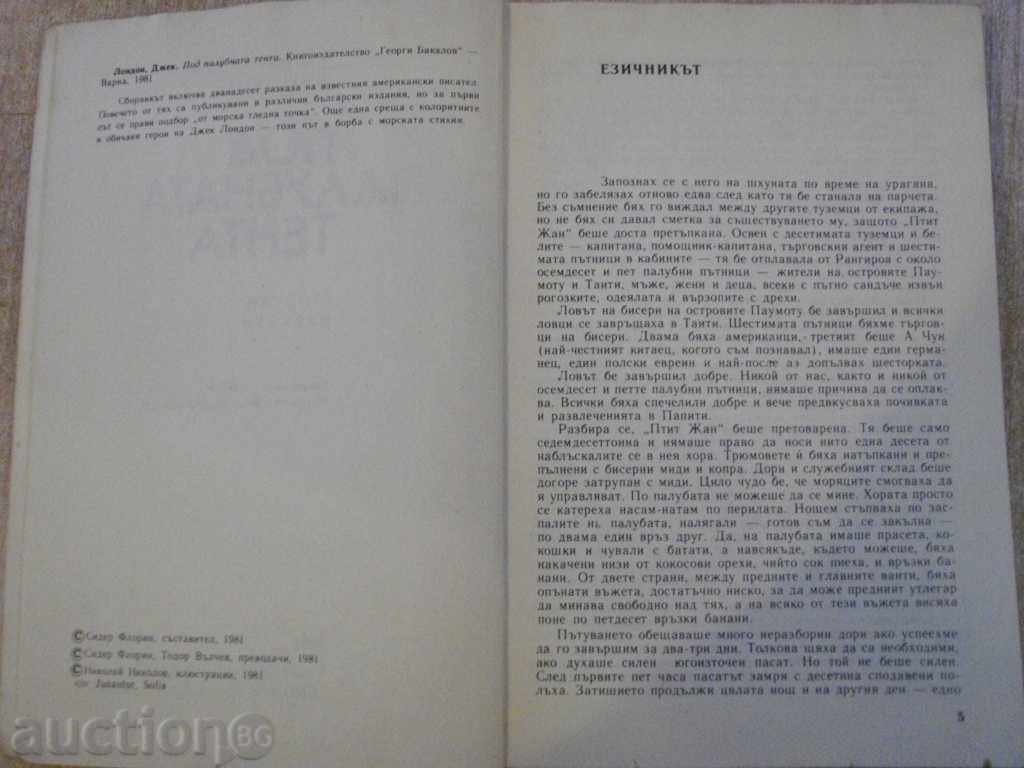 Лондон, Джек. Под палубната тента. Книгоиздателство „Георги Бакалов“ —
Варна, 1981
Сборникът включва дванадесет разказа на известния американски писател.
Повечето от тях са публикувани в различни български издания, но за първи
път се прави подбор „от морска гледна точка“. Още една среща с колоритните
и обичани герои на Джек Лондон — този път в борба с морската стихия.
©Сидер Флорин, съставител, 1981
©Сидер Флорин, Тодор Вълчев, преводачи, 1981
©Николай Николов, илюстрации, 1981
c/o Jusautor, Sofia
ЕЗИЧНИКЪТ
Запознах се с него на шхуната по време на урагана,
но го забелязах отново едва след като тя бе станала на парчета.
Без съмнение бях го виждал между другите туземци от екипажа,
но не бях си давал сметка за съществуването му, защото „Птит
Жан“ беше доста претъпкана. Освен с десетимата туземци и бе-
лите — капитана, помощник-капитана, търговския агент и шести-
мата пътници в кабините — тя бе отплавала от Рангироа с около
осемдесет и пет палубни пътници — жители на островите Пау-
моту и Таити, мъже, жени и деца, всеки с пътно сандъче извън
рогозките, одеялата и вързопите с дрехи.
Ловът на бисери на островите Паумоту бе завършил и всички
ловци се завръщаха в Таити. Шестимата пътници бяхме търгов-
ци на бисери. Двама бяха американци, третият беше А Чун
(най-честният китаец, когото съм познавал), имаше един герма-
нец, един полски евреин и най-после аз допълвах шесторката.
Ловът бе завършил добре. Никой от нас, както и никой от
осемдесет и петте палубни пътници, нямаше причина да се оплак-
ва. Всички бяха спечелили добре и вече предвкусваха почивката
и развлеченията в Папити.
Разбира се, „Птит Жан“ беше претоварена. Тя беше само
седемдесеттонна и нямаше право да носи нито една десета от
наблъскалите се в нея хора. Трюмовете ѝ бяха натъпкани и пре-
пълнени с бисерни миди и копра. Дори и служебният склад беше
догоре затрупан с миди. Цяло чудо бе, че моряците смогваха да
я управляват. По палубата не можеше да се мине. Хората просто
се катереха насам-натам по перилата. Нощем стъпваха по зас-
палите на палубата, налягали — готов съм да се закълна —
по двама един връз друг. Да, на палубата имаше прасета, ко-
кошки и чували с батати, а навсякъде, където можеше, бяха
накачени низи от кокосови орехи, чийто сок пиеха, и връзки ба-
нани. От двете страни, между предните и главните ванти, бяха
опънати въжета, достатъчно ниско, за да може предният утлегар
да минава свободно над тях, а на всяко от тези въжета висяха
поне по петдесет връзки банани.
Пътуването обещаваше много неразборин дори ако успеехме
да го завършим за два-три дни. Толкова щяха да са необходими,
ако духаше силен югоизточен пасат. Но той не беше силен.
След първите пет часа пасатът замря с десетина сподавени по-
лъха. Затишието продължи цялата нощ и на другия ден — едно
5
auction BG